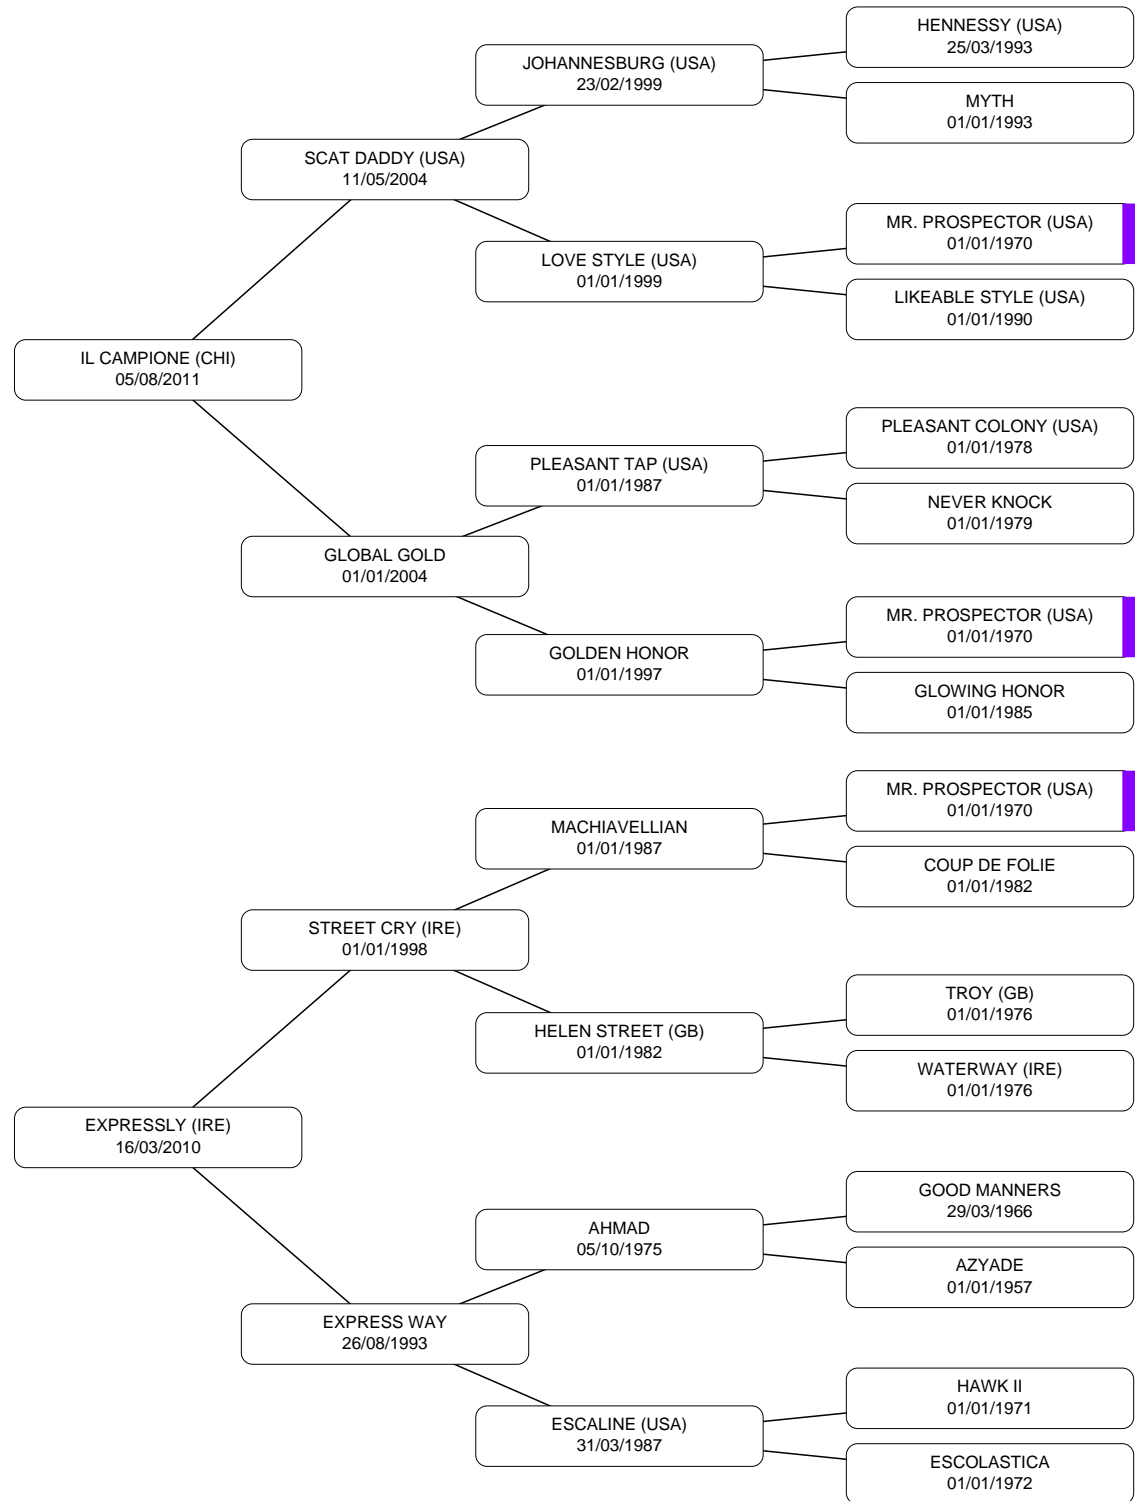 HENNESSY (USA)
25/03/1993
JOHANNESBURG (USA)
23/02/1999
MYTH
01/01/1993
SCAT DADDY (USA)
11/05/2004
MR. PROSPECTOR (USA)
01/01/1970
LOVE STYLE (USA)
01/01/1999
LIKEABLE STYLE (USA)
01/01/1990
IL CAMPIONE (CHI)
05/08/2011
PLEASANT COLONY (USA)
01/01/1978
PLEASANT TAP (USA)
01/01/1987
NEVER KNOCK
01/01/1979
GLOBAL GOLD
01/01/2004
MR. PROSPECTOR (USA)
01/01/1970
GOLDEN HONOR
01/01/1997
GLOWING HONOR
01/01/1985
MR. PROSPECTOR (USA)
01/01/1970
MACHIAVELLIAN
01/01/1987
COUP DE FOLIE
01/01/1982
STREET CRY (IRE)
01/01/1998
TROY (GB)
01/01/1976
HELEN STREET (GB)
01/01/1982
WATERWAY (IRE)
01/01/1976
EXPRESSLY (IRE)
16/03/2010
GOOD MANNERS
29/03/1966
AHMAD
05/10/1975
AZYADE
01/01/1957
EXPRESS WAY
26/08/1993
HAWK II
01/01/1971
ESCALINE (USA)
31/03/1987
ESCOLASTICA
01/01/1972